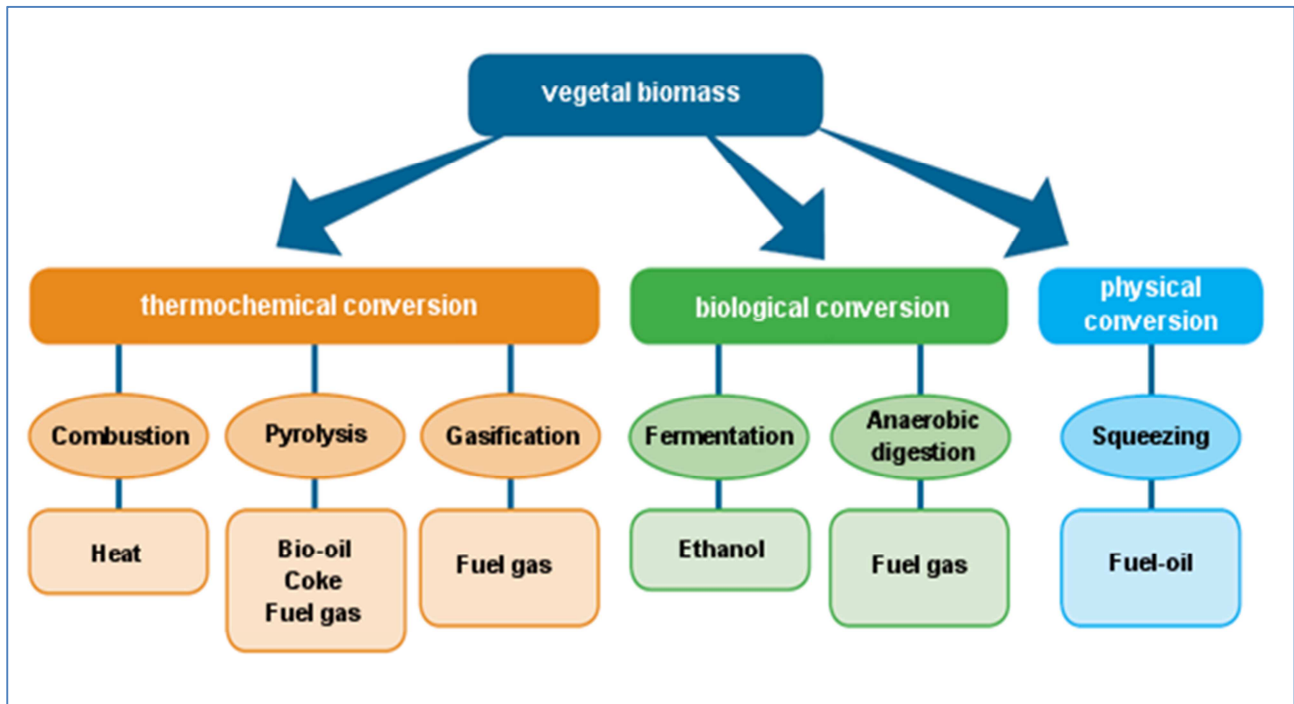 vegetal biomass
thermochemical conversion
biological conversion
physical
conversion
Combustion
Pyrolysis
Gasification
Fermentation
Anaerobic
digestion
Squeezing
Heat
Bio-oil
Coke
Fuel gas
Fuel gas
Ethanol
Fuel gas
Fuel-oil